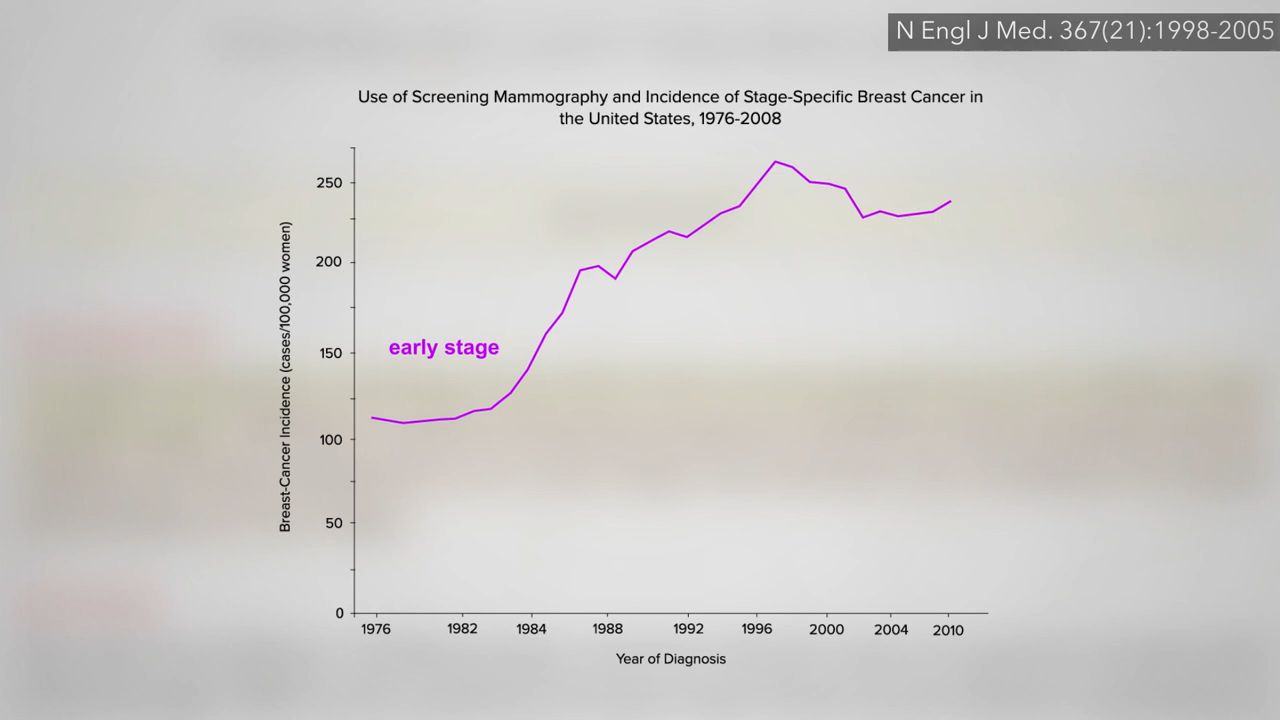 N Engl J Med. 367(21):1998-2005
Use of Screening Mammography and Incidence of Stage-Specific Breast Cancer in
the United States, 1976-2008
Breast-Cancer Incidence (cases/100,000 women)
250
200
150
100
50
0
early stage
1976 1982 1984 1988 1992 1996 2000 2004 2010
Year of Diagnosis